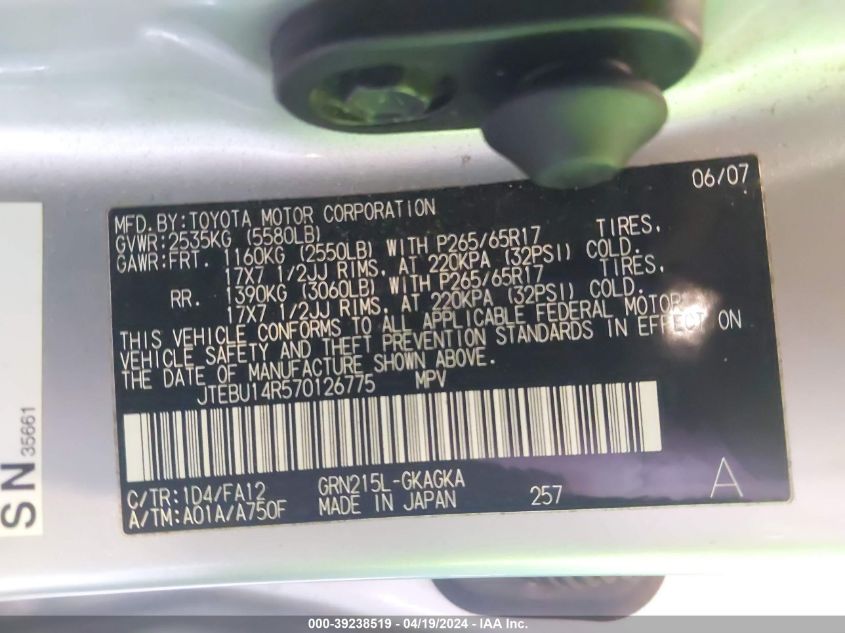 06/07
MFD.BY:TOYOTA MOTOR CORPORATION
GVWR:2535KG (5580LB)
GAWR:FRT. 1160KG (2550LB) WITH P265/65R17 TIRES,
17X7 1/2JJ RIMS, AT 220KPA (32PSI) COLD.
RR. 1390KG (3060LB) WITH P265/65R17 TIRES,
17X7 1/2JJ RIMS, AT 220KPA (32PSI) COLD.
THIS VEHICLE CONFORMS TO ALL APPLICABLE FEDERAL MOTOR
VEHICLE SAFETY AND THEFT PREVENTION STANDARDS IN EFFECT ON
THE DATE OF MANUFACTURE SHOWN ABOVE.
JTEBU14R570126775 MPV
C/TR:1D4/FA12 GRN215L-GKAGKA
A/TM:A01A/A750F MADE IN JAPAN 257 A
SN 35661
000-39238519 - 04/19/2024 - IAA Inc.